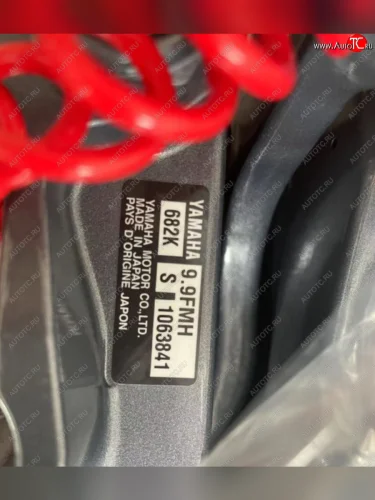 www.AutoTC.ru
YAMAHA 9.9FMH
682K S 1063841
YAMAHA MOTOR CO.,LTD.
MADE IN JAPAN
PAYS D'ORIGINE JAPON